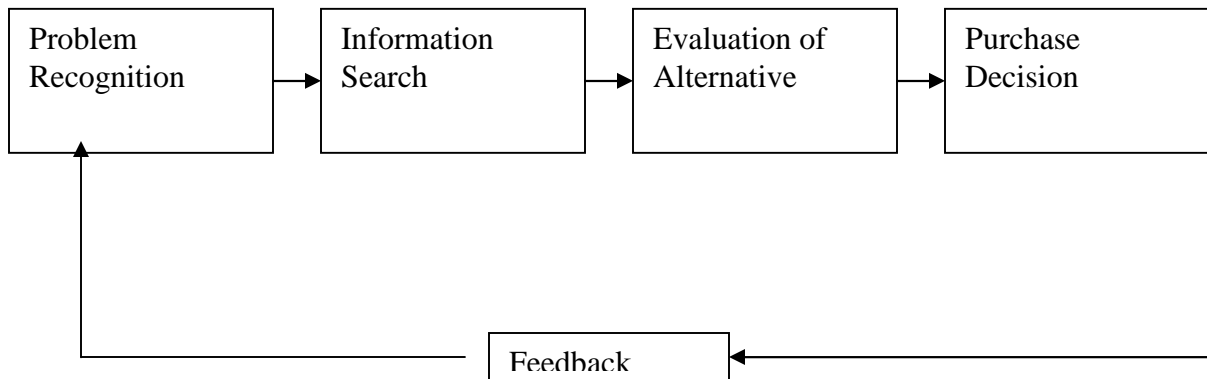 Problem
Recognition
Information
Search
Evaluation of
Alternative
Purchase
Decision
Feedback